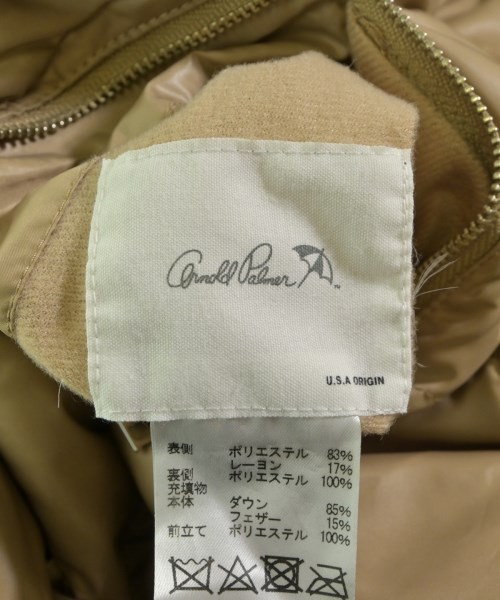 Arnold Palmer™
U.S.A ORIGIN
表側 ポリエステル 83%
レーヨン 17%
裏側 ポリエステル 100%
充填物
本体 ダウン 85%
フェザー 15%
前立て ポリエステル 100%